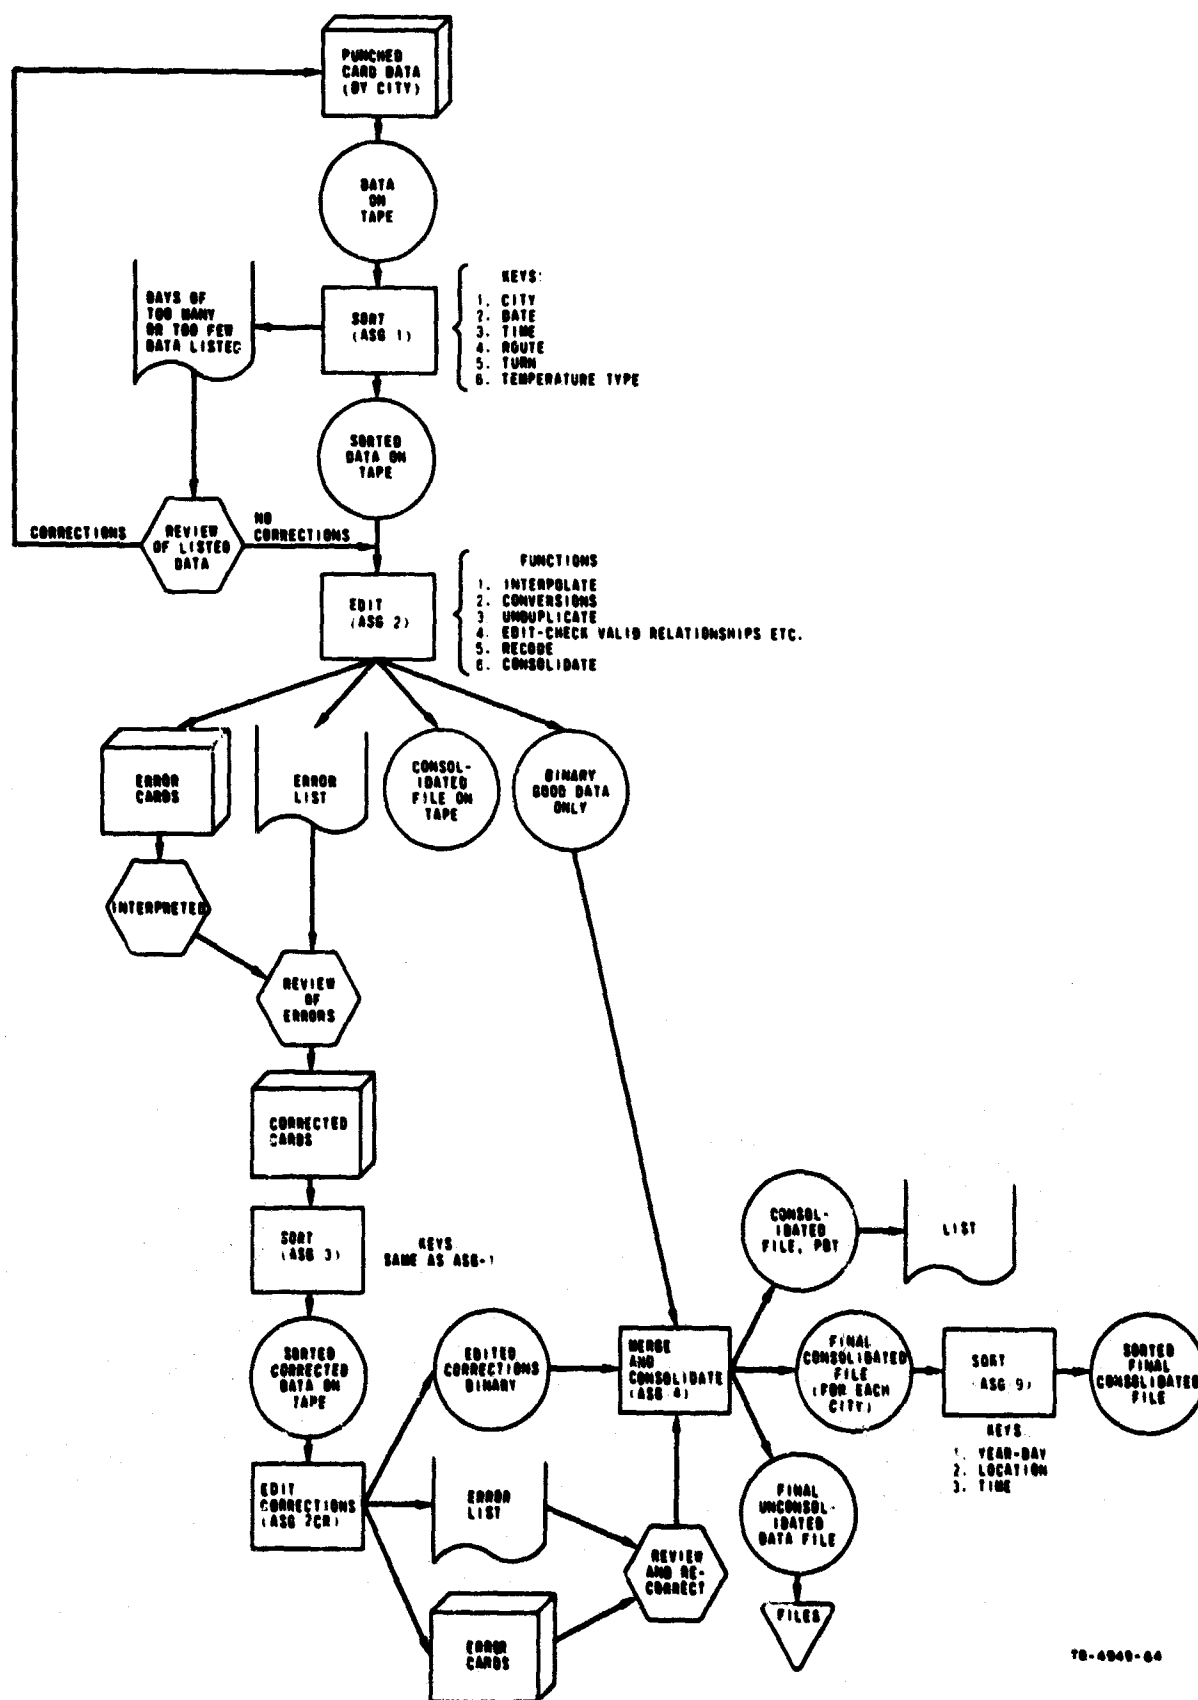 PUNCHED
CARD DATA
(BY CITY)
DATA
ON
TAPE
DAYS OF
TOO MANY
OR TOO FEW
DATA LISTED
SORT
(ASG 1)
KEYS:
1. CITY
2. DATE
3. TIME
4. ROUTE
5. TURN
6. TEMPERATURE TYPE
SORTED
DATA ON
TAPE
CORRECTIONS
REVIEW
OF LISTED
DATA
NO
CORRECTIONS
EDIT
(ASG 2)
FUNCTIONS
1. INTERPOLATE
2. CONVERSIONS
3. UNDUPLICATE
4. EDIT-CHECK VALID RELATIONSHIPS ETC.
5. RECODE
6. CONSOLIDATE
ERROR
CARDS
ERROR
LIST
CONSOL-
IDATED
FILE ON
TAPE
BINARY
GOOD DATA
ONLY
INTERPRETED
REVIEW
OF
ERRORS
CORRECTED
CARDS
SORT
(ASG 3)
KEYS
SAME AS ASG-1
CONSOL-
IDATED
FILE, PBT
LIST
SORTED
CORRECTED
DATA ON
TAPE
EDITED
CORRECTIONS
BINARY
MERGE
AND
CONSOLIDATE
(ASG 4)
FINAL
CONSOLIDATED
FILE
(FOR EACH
CITY)
SORT
(ASG 9)
SORTED
FINAL
CONSOLIDATED
FILE
KEYS
1. YEAR-DAY
2. LOCATION
3. TIME
EDIT
CORRECTIONS
(ASG 2CR)
ERROR
LIST
FINAL
UNCONSOL-
IDATED
DATA FILE
REVIEW
AND RE-
CORRECT
ERROR
CARDS
FILES
TB-4949-64